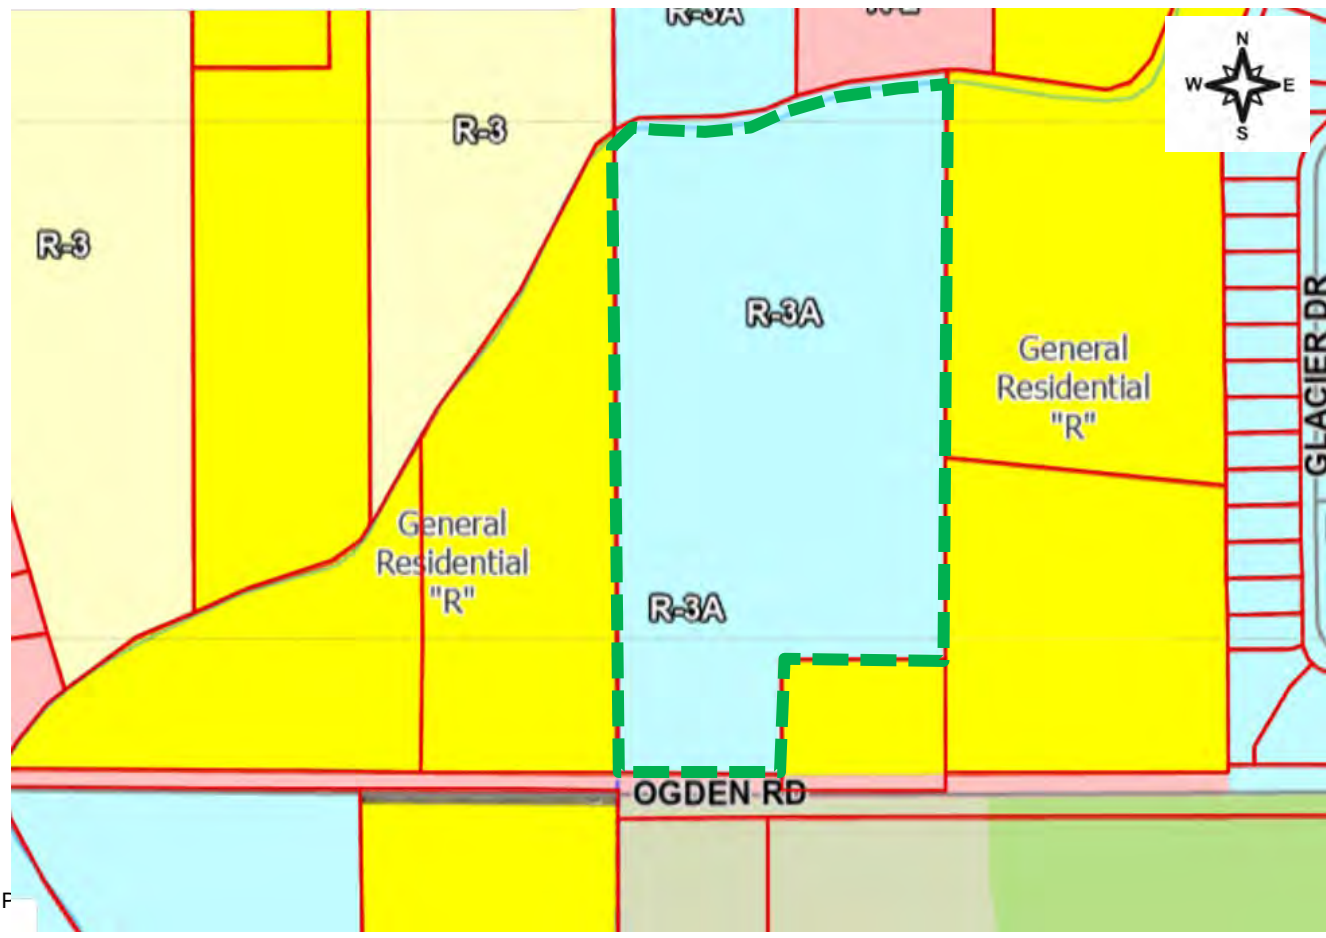 R-3A
N
W E
S
R-3
R-3
R-3A
General
Residential
"R"
GLACIER DR
General
Residential
"R"
R-3A
OGDEN RD